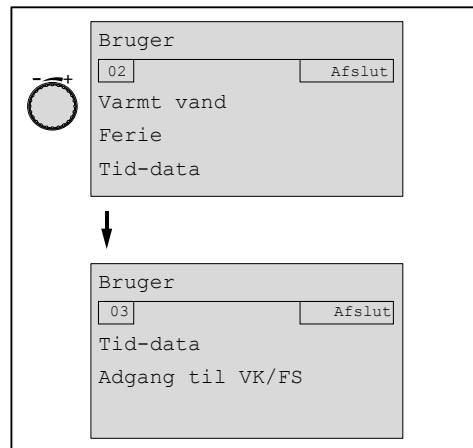 Bruger
02 Afslut
Varmt vand
Ferie
Tid-data
- +
Bruger
03 Afslut
Tid-data
Adgang til VK/FS